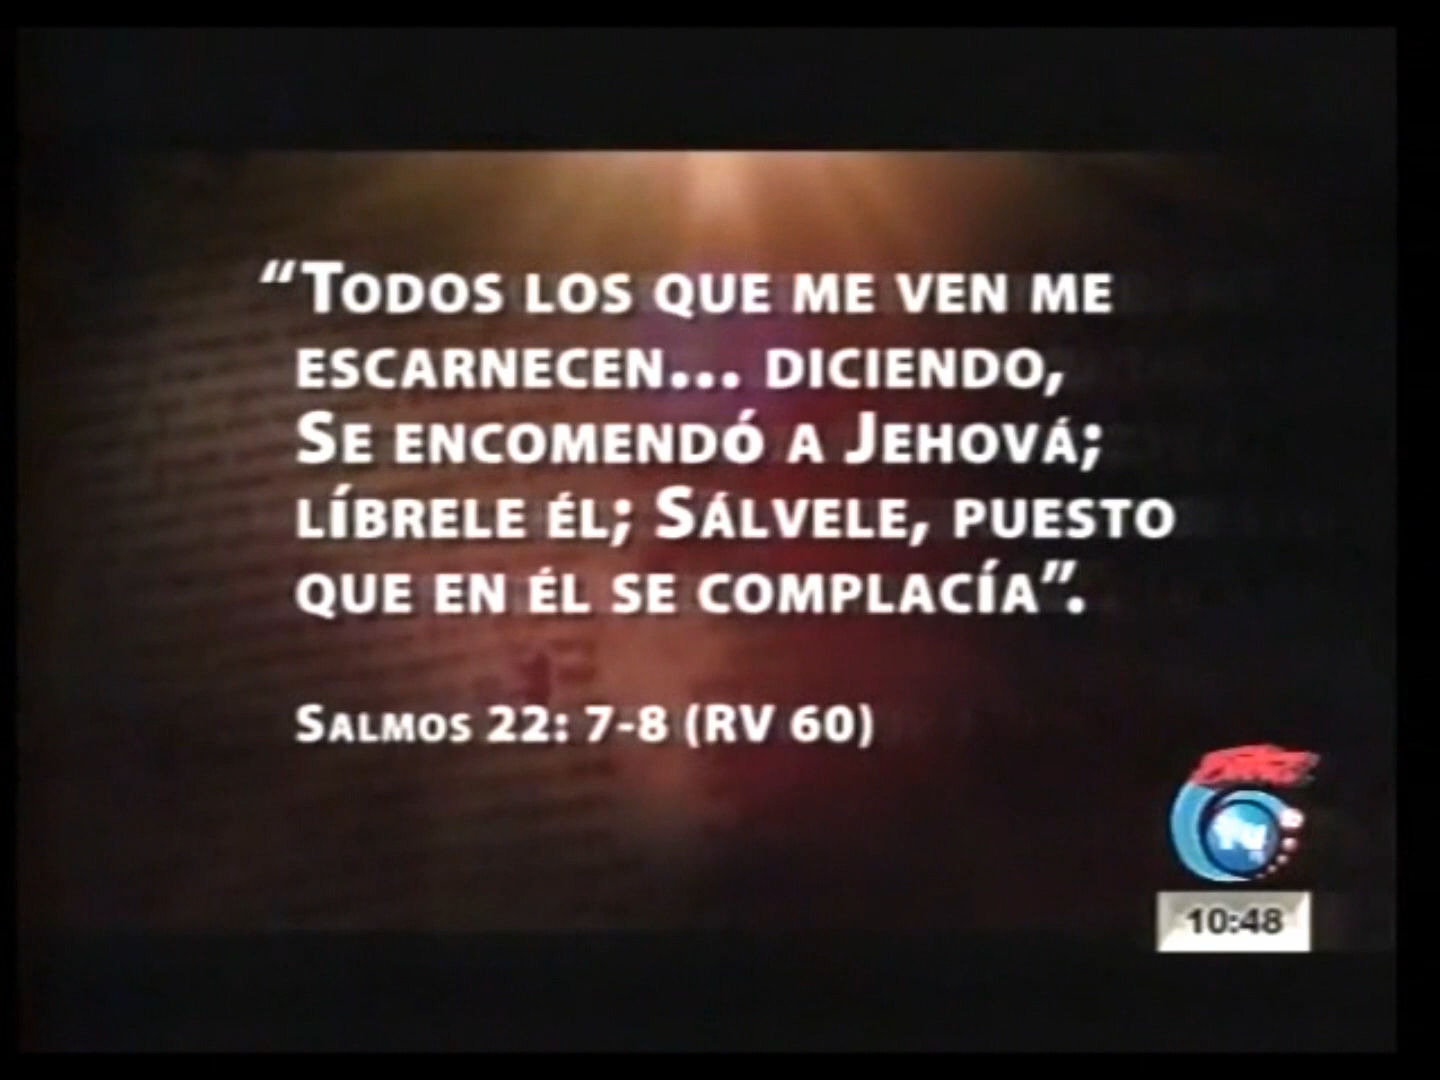 “Todos los que me ven me
escarnecen... diciendo,
Se encomendó a Jehová;
líbrele él; Sálvele, puesto
que en él se complacía”.
Salmos 22: 7-8 (RV 60)
10:48